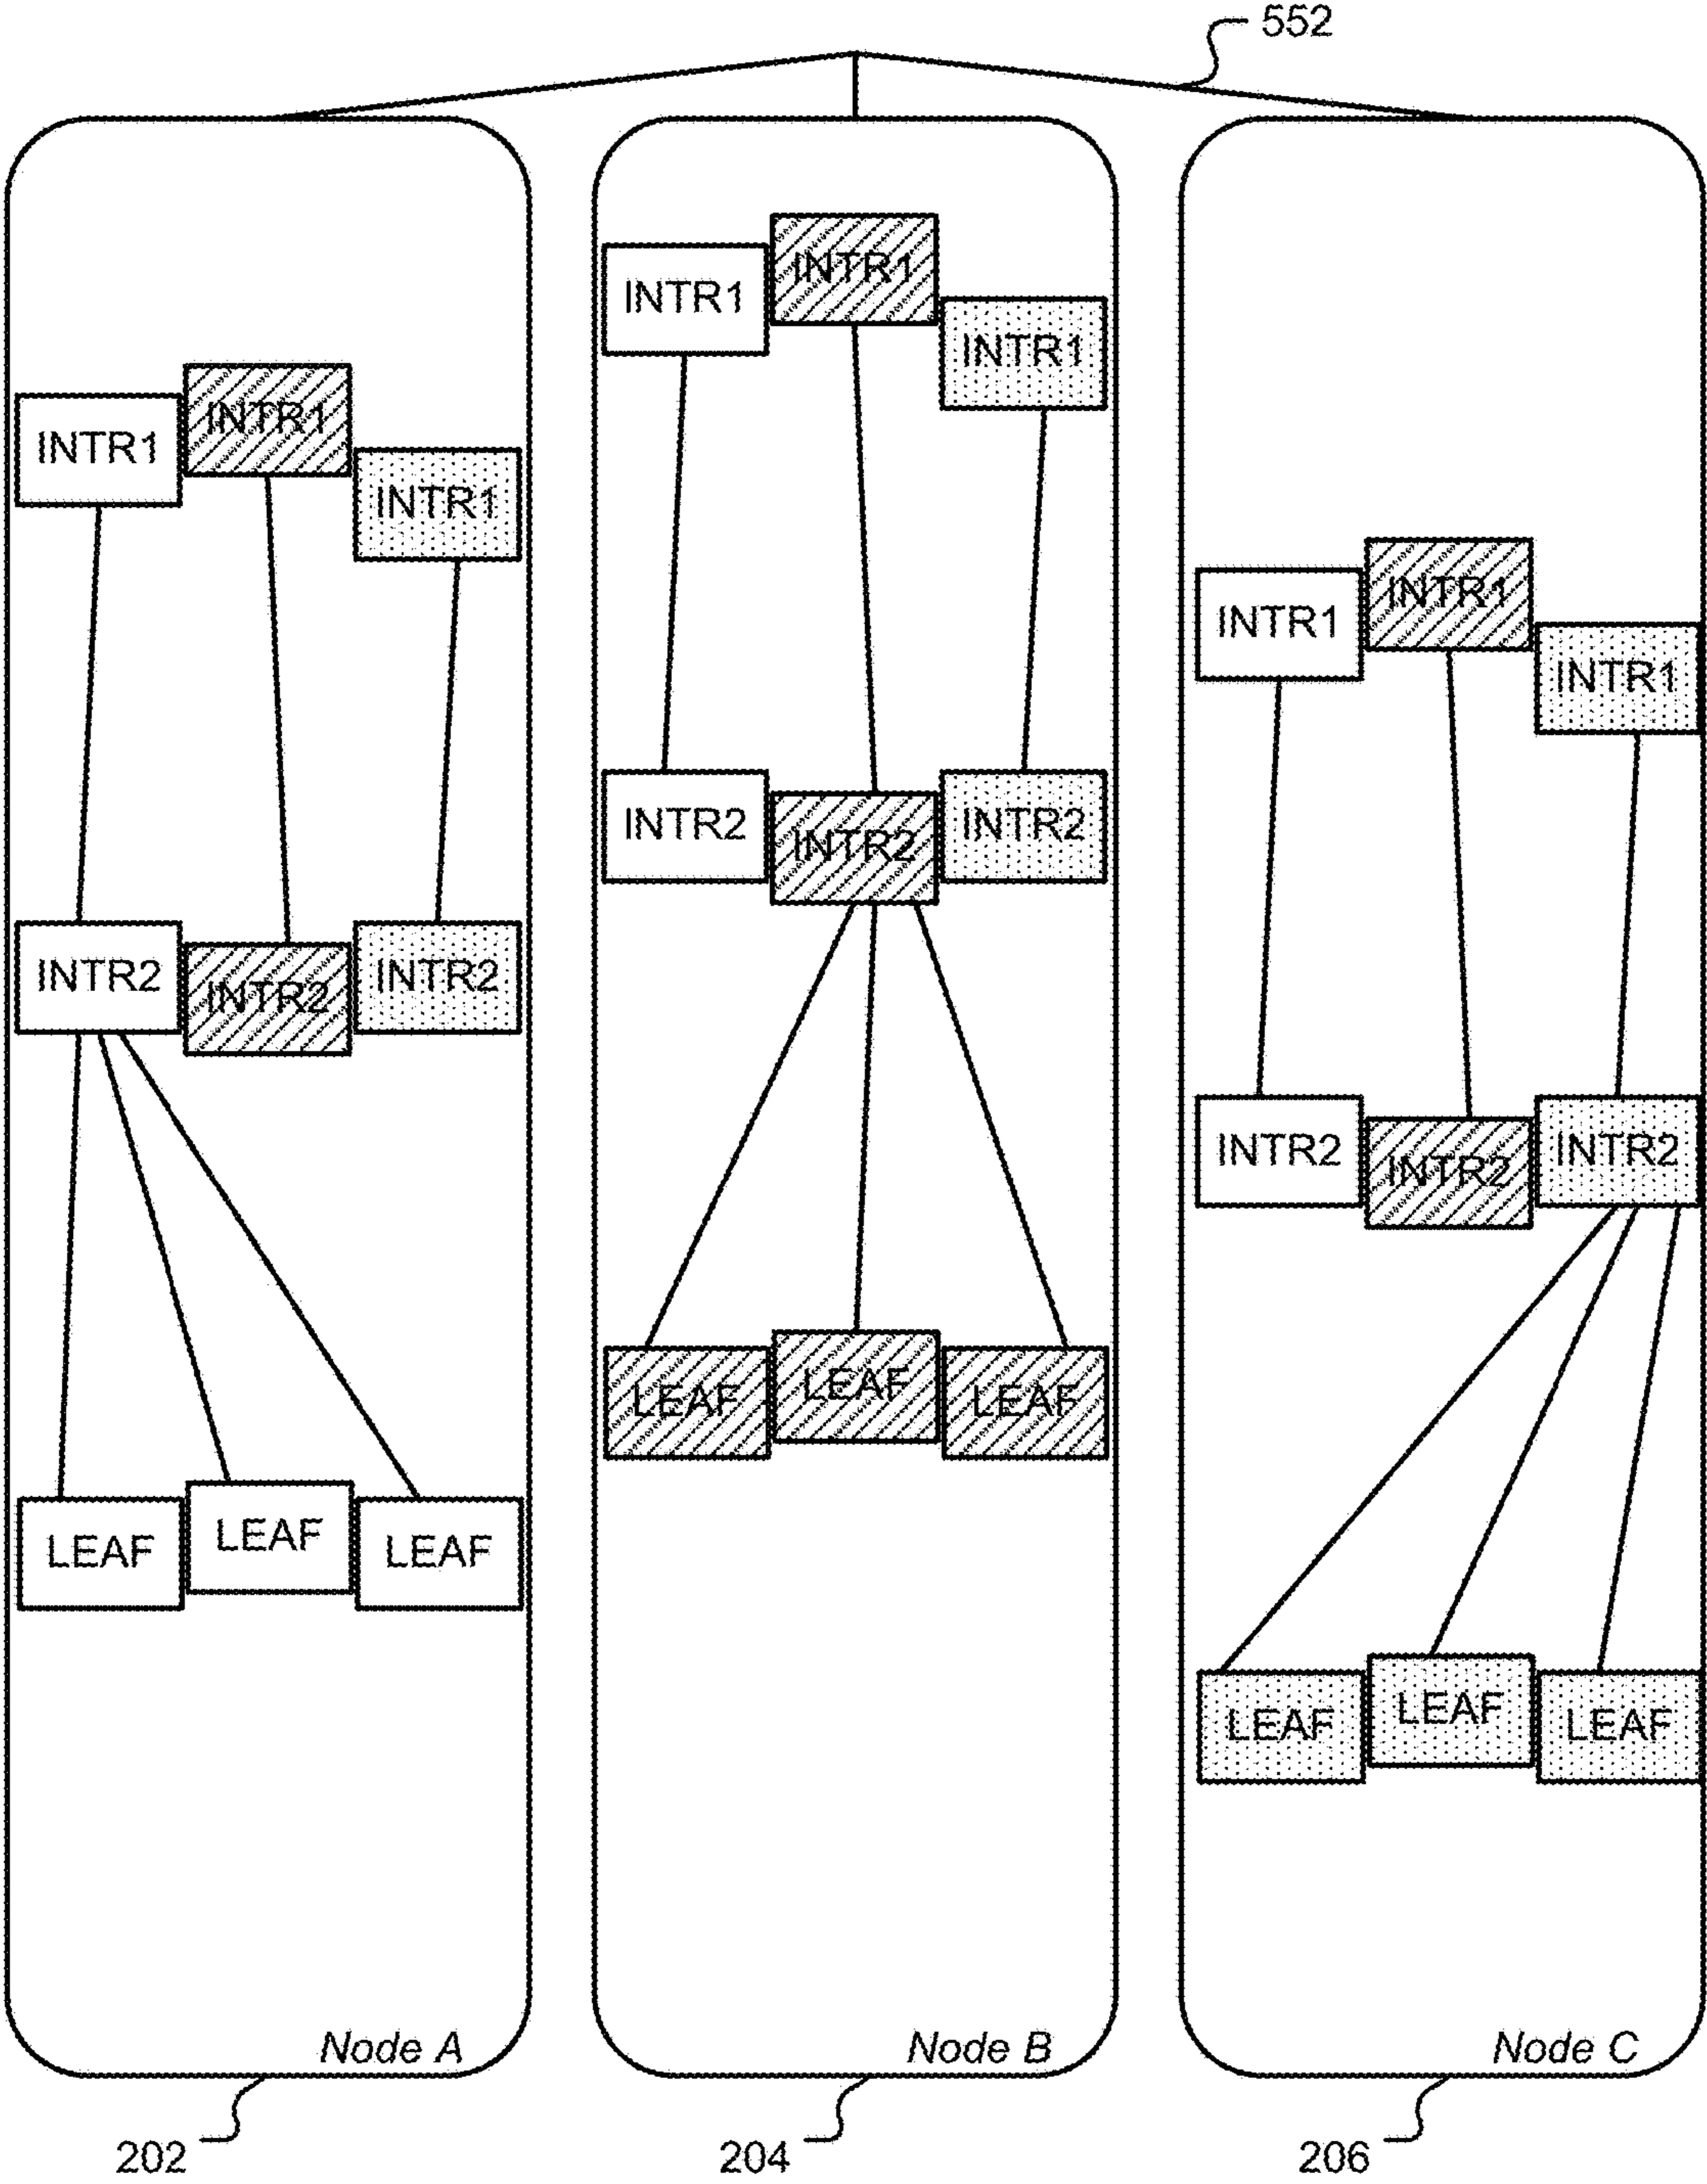 552
INTR1
INTR1
INTR1
INTR2
INTR2
INTR2
LEAF
LEAF
LEAF
Node A
202
INTR1
INTR1
INTR1
INTR2
INTR2
INTR2
LEAF
LEAF
LEAF
Node B
204
INTR1
INTR1
INTR1
INTR2
INTR2
INTR2
LEAF
LEAF
LEAF
Node C
206